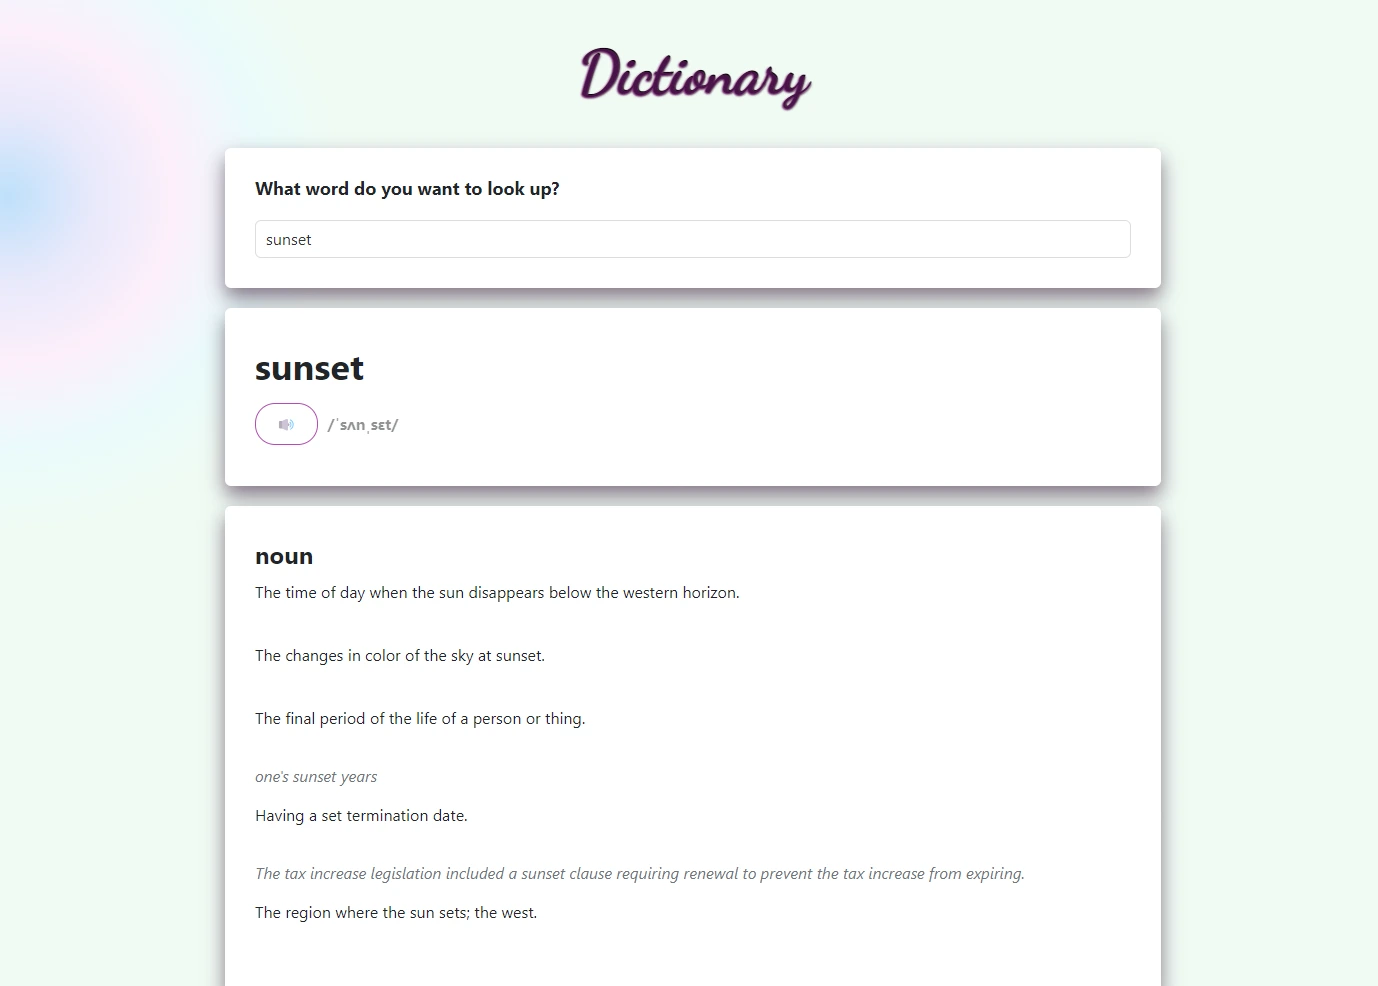 Dictionary
What word do you want to look up?
sunset
sunset
/ˈsʌnˌsɛt/
noun
The time of day when the sun disappears below the western horizon.
The changes in color of the sky at sunset.
The final period of the life of a person or thing.
one's sunset years
Having a set termination date.
The tax increase legislation included a sunset clause requiring renewal to prevent the tax increase from expiring.
The region where the sun sets; the west.